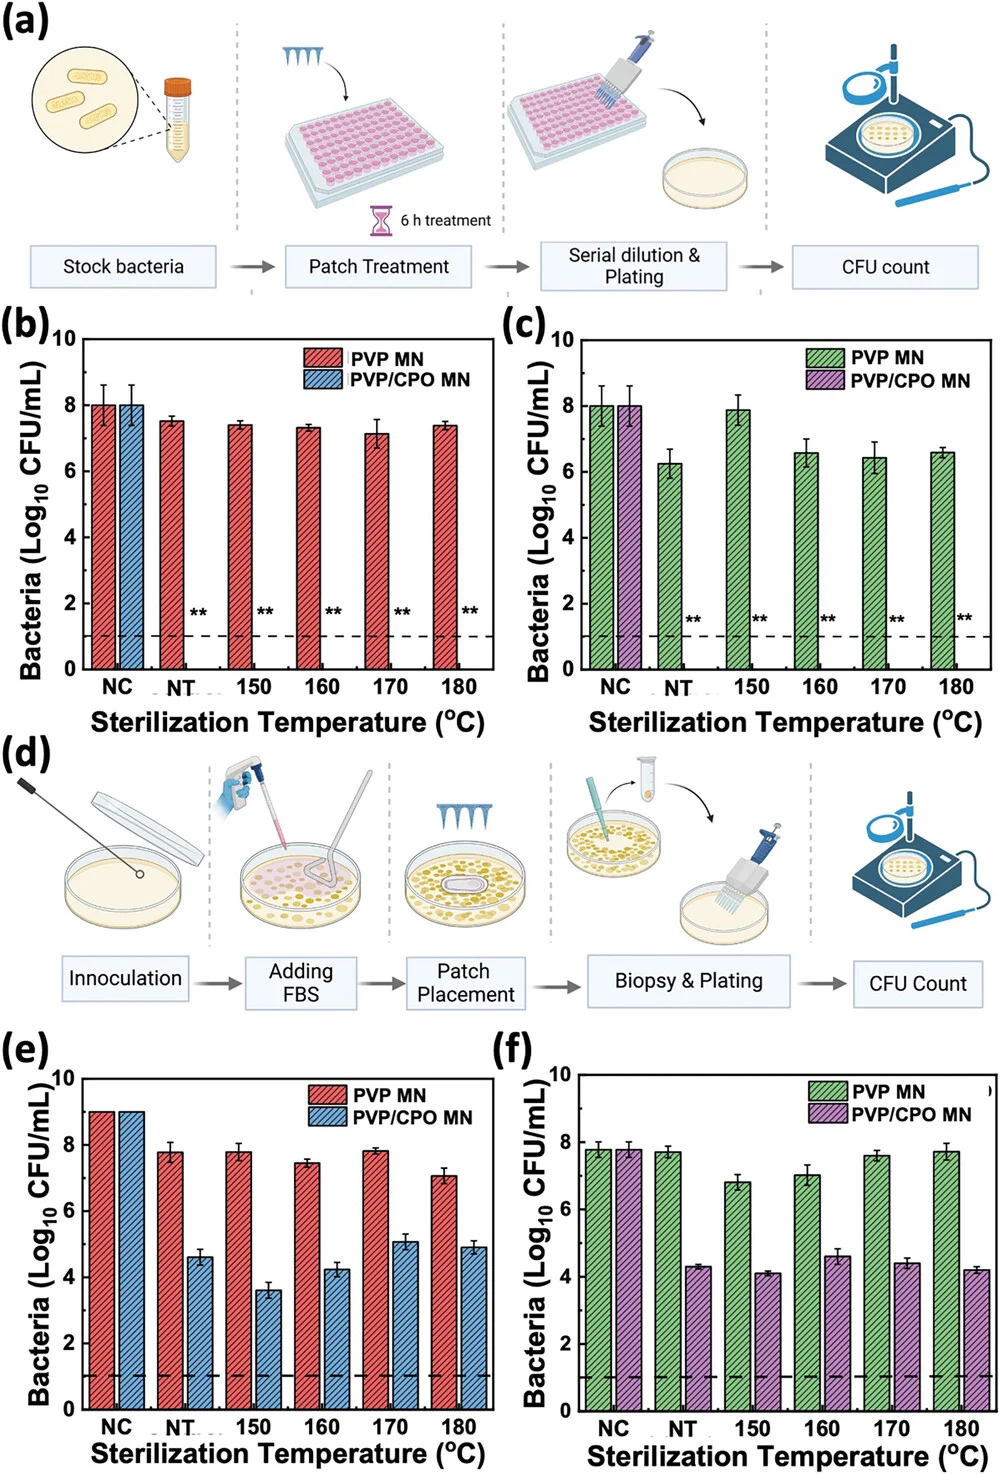 (a)
6 h treatment
Stock bacteria
Patch Treatment
Serial dilution &
Plating
CFU count
(b)
10
8
6
4
2
0
Bacteria (Log10 CFU/mL)
PVP MN
PVP/CPO MN
** ** ** ** **
NC NT 150 160 170 180
Sterilization Temperature (oC)
(c)
10
8
6
4
2
0
Bacteria (Log10 CFU/mL)
PVP MN
PVP/CPO MN
** ** ** ** **
NC NT 150 160 170 180
Sterilization Temperature (oC)
(d)
Innoculation
Adding
FBS
Patch
Placement
Biopsy & Plating
CFU Count
(e)
10
8
6
4
2
0
Bacteria (Log10 CFU/mL)
PVP MN
PVP/CPO MN
NC NT 150 160 170 180
Sterilization Temperature (oC)
(f)
10
8
6
4
2
0
Bacteria (Log10 CFU/mL)
PVP MN
PVP/CPO MN
NC NT 150 160 170 180
Sterilization Temperature (oC)